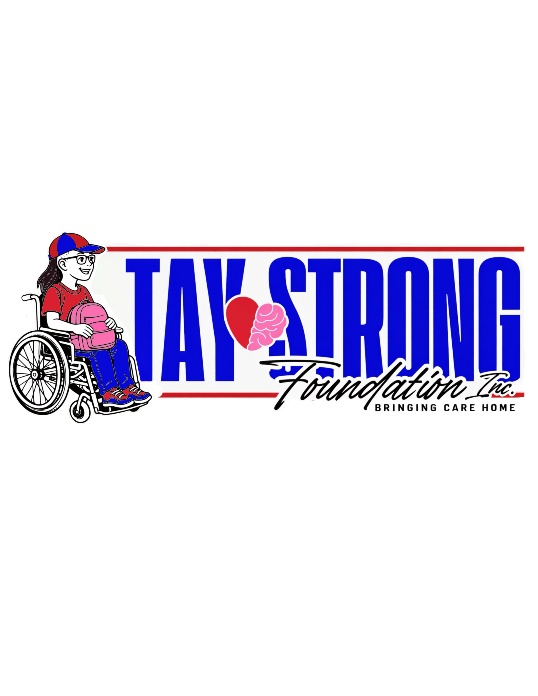 TAY STRONG
Foundation Inc.
BRINGING CARE HOME